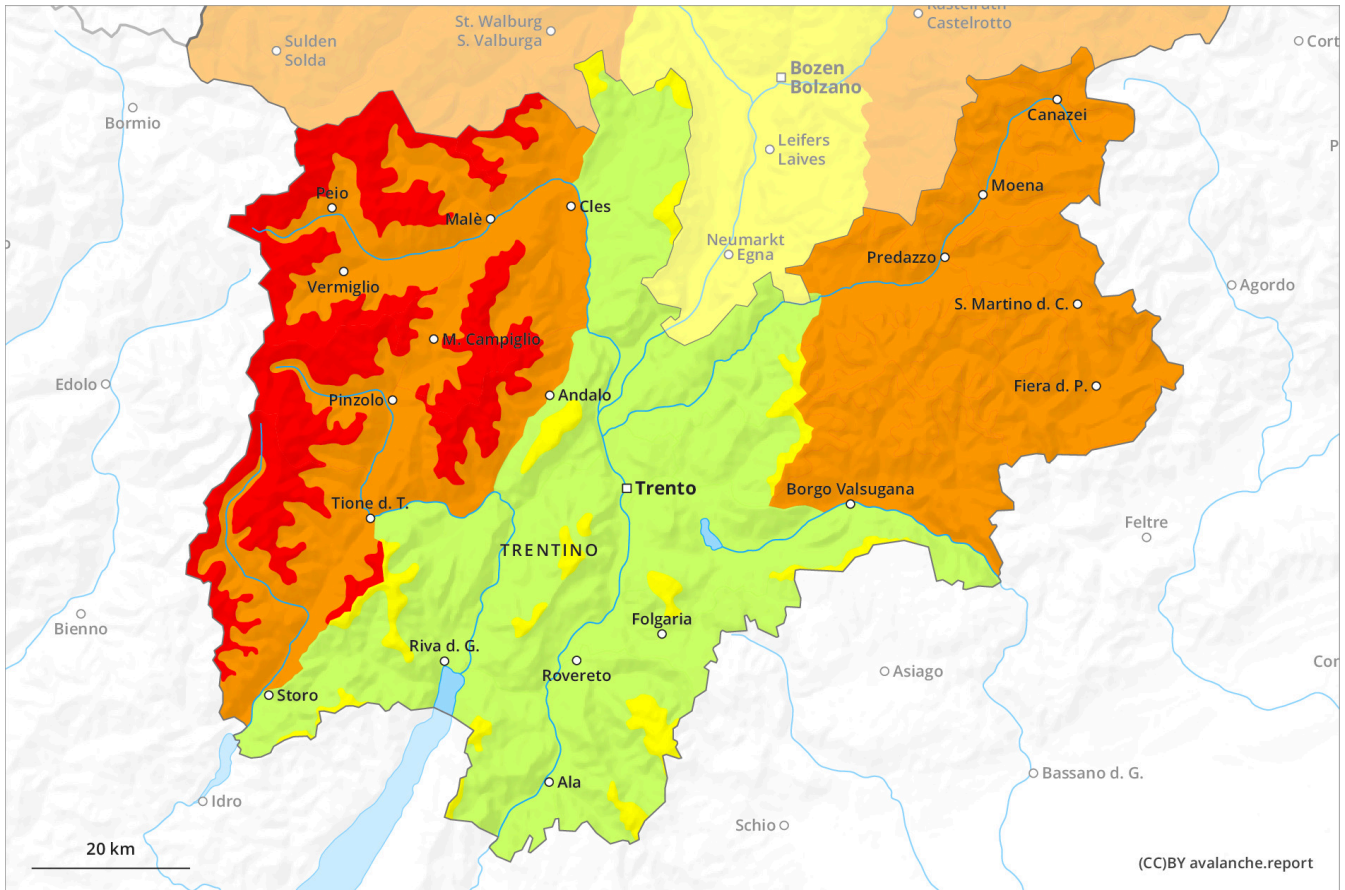 St. Walburg
S. Valburga
Kastelruth
Castelrotto
Sulden
Solda
Cort
Bozen
Bolzano
Bormio
Canazei
Leifers
Laives
P
Moena
Peio
Cles
Malè
Neumarkt
Egna
Predazzo
Vermiglio
Agordo
S. Martino d. C.
M. Campiglio
Edolo
Fiera d. P.
Andalo
Pinzolo
Trento
Borgo Valsugana
Tione d. T.
Feltre
TRENTINO
Bienno
Folgaria
Riva d. G.
Cor
Asiago
Rovereto
Storo
Bassano d. G.
Ala
Idro
Schio
20 km
(CC)BY avalanche.report